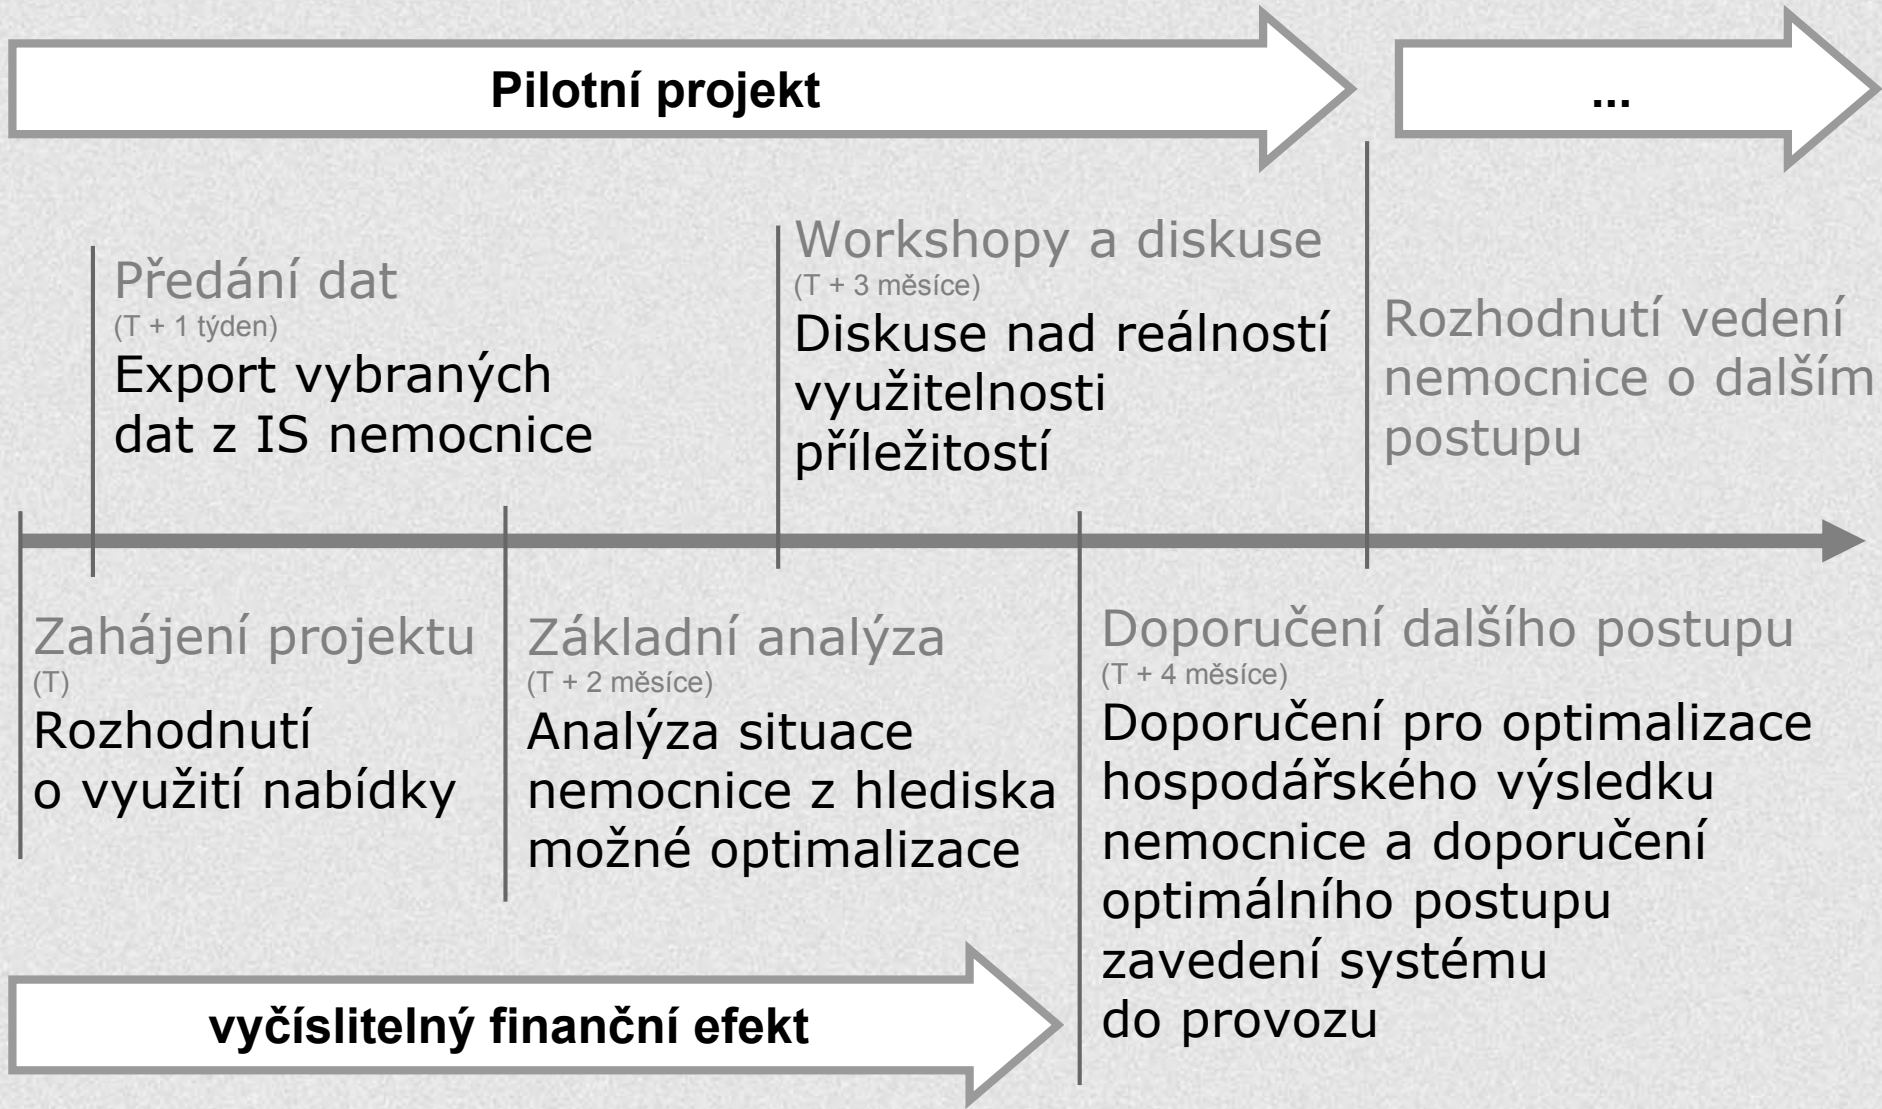 Pilotní projekt
...
Předání dat
(T + 1 týden)
Export vybraných
dat z IS nemocnice
Workshopy a diskuse
(T + 3 měsíce)
Diskuse nad reálností
využitelnosti
příležitostí
Rozhodnutí vedení
nemocnice o dalším
postupu
Zahájení projektu
(T)
Rozhodnutí
o využití nabídky
Základní analýza
(T + 2 měsíce)
Analýza situace
nemocnice z hlediska
možné optimalizace
Doporučení dalšího postupu
(T + 4 měsíce)
Doporučení pro optimalizace
hospodářského výsledku
nemocnice a doporučení
optimálního postupu
zavedení systému
do provozu
vyčíslitelný finanční efekt